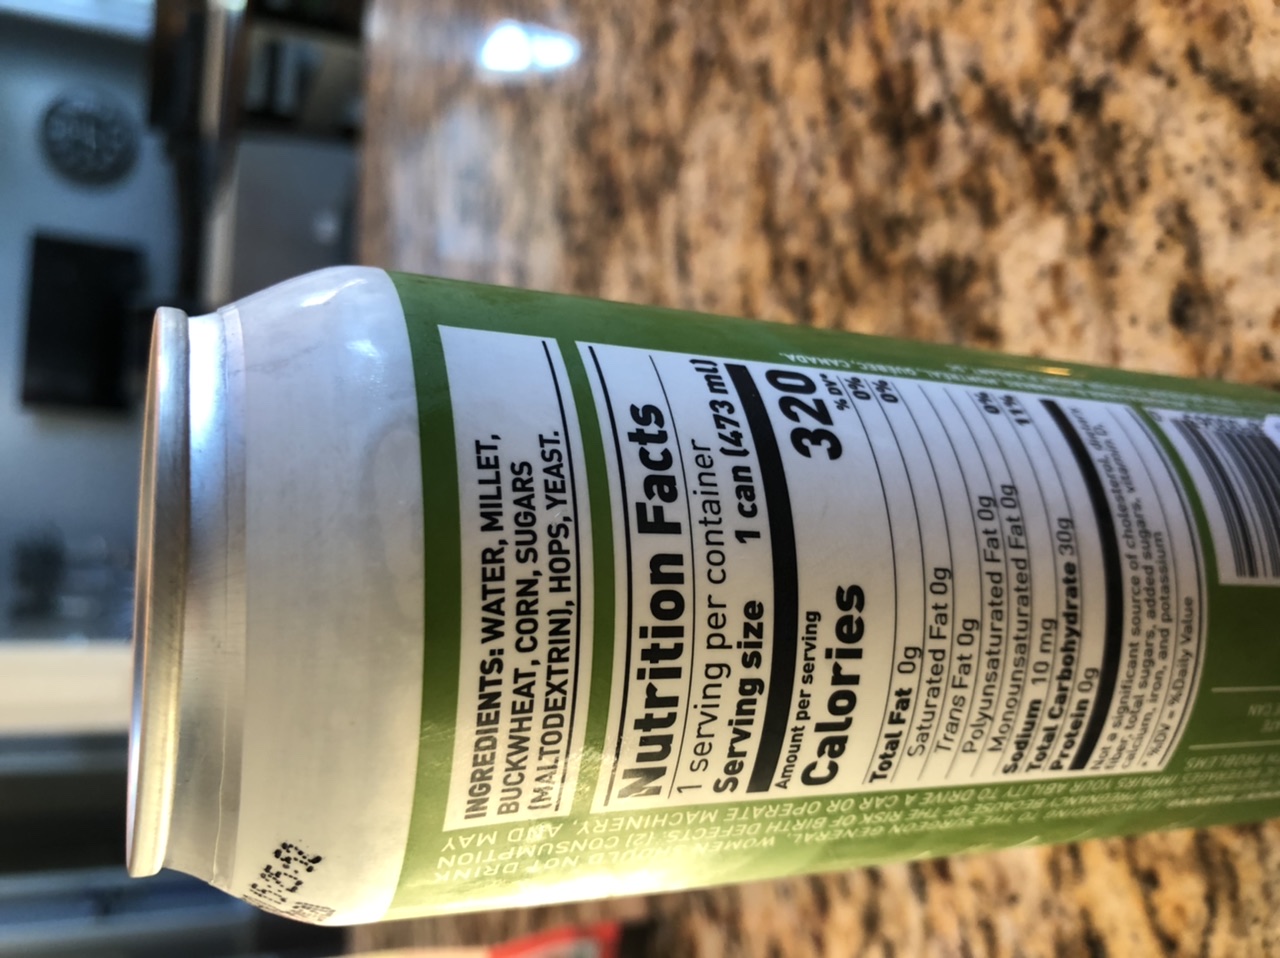 INGREDIENTS: WATER, MILLET,
BUCKWHEAT, CORN, SUGARS
(MALTODEXTRIN), HOPS, YEAST.
Nutrition Facts
1 serving per container
Serving size 1 can (473 mL)
Amount per serving
Calories 320
% DV*
Total Fat 0g 0%
Saturated Fat 0g 0%
Trans Fat 0g
Polyunsaturated Fat 0g
Monounsaturated Fat 0g
Sodium 10 mg 0%
Total Carbohydrate 30g 11%
Protein 0g
Not a significant source of cholesterol,
fiber, total sugars, added sugars, vitamin D,
calcium, iron, and potassium
* %DV = %Daily Value
QUÉBEC, CANADA.
TO THE SURGEON GENERAL,
WOMEN SHOULD NOT DRINK
BECAUSE OF THE RISK OF BIRTH DEFECTS. (2) CONSUMPTION
IMPAIRS YOUR ABILITY TO DRIVE A CAR OR OPERATE MACHINERY, AND MAY
PROBLEMS